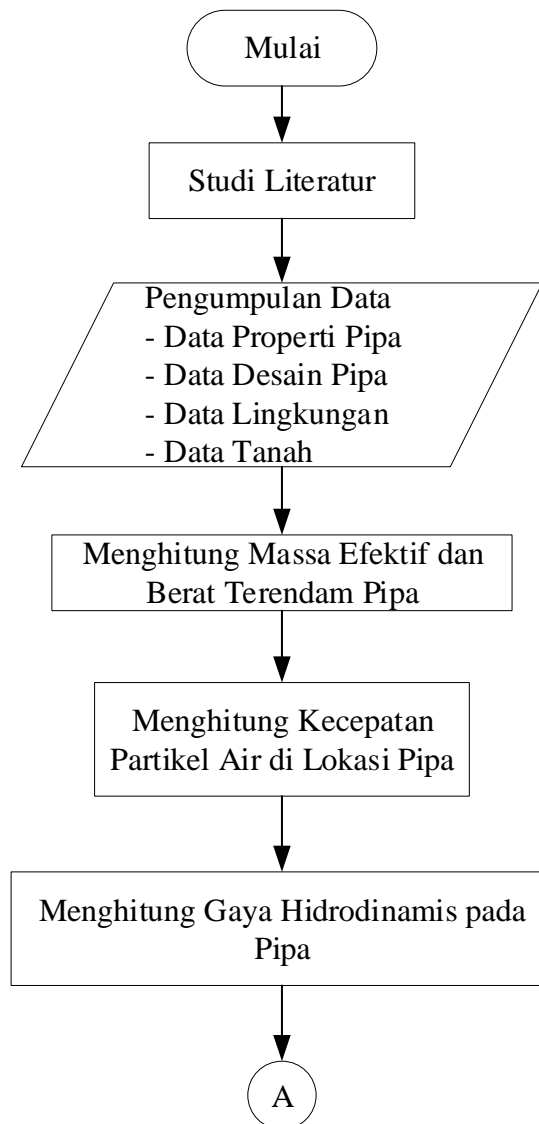 Mulai
Studi Literatur
Pengumpulan Data
- Data Properti Pipa
- Data Desain Pipa
- Data Lingkungan
- Data Tanah
Menghitung Massa Efektif dan
Berat Terendam Pipa
Menghitung Kecepatan
Partikel Air di Lokasi Pipa
Menghitung Gaya Hidrodinamis pada
Pipa
A